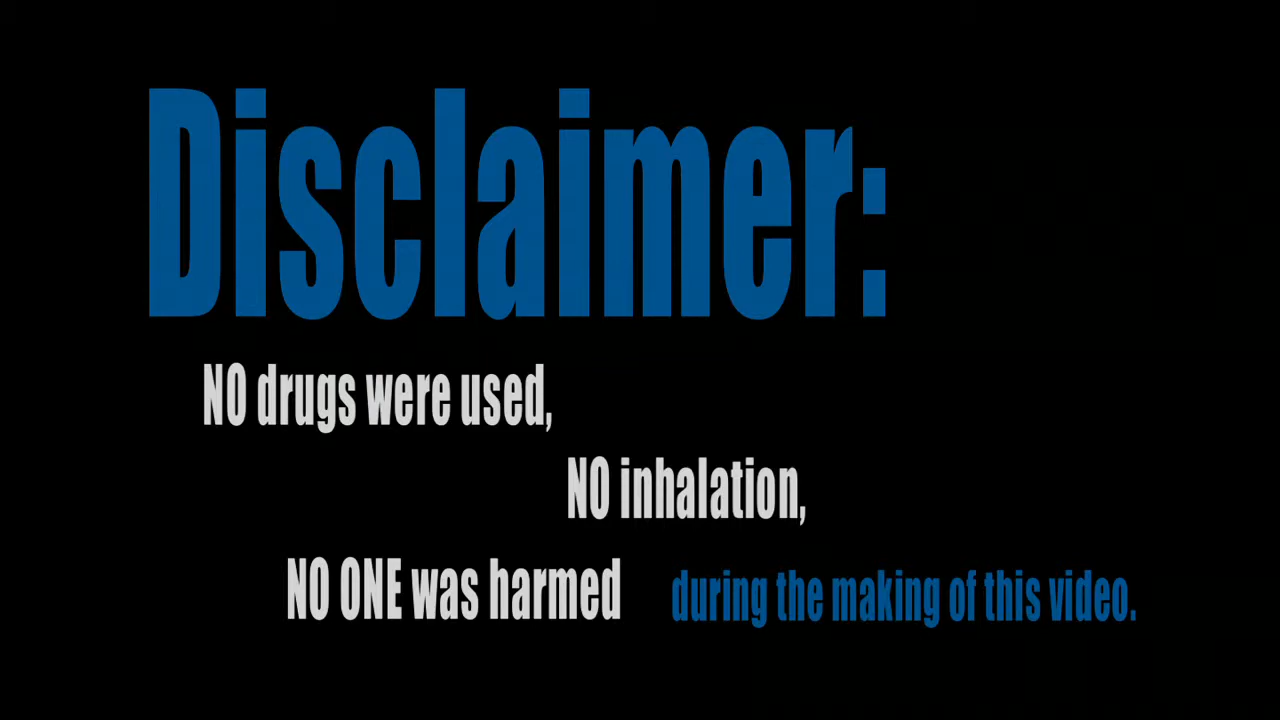 Disclaimer:
NO drugs were used,
NO inhalation,
NO ONE was harmed during the making of this video.